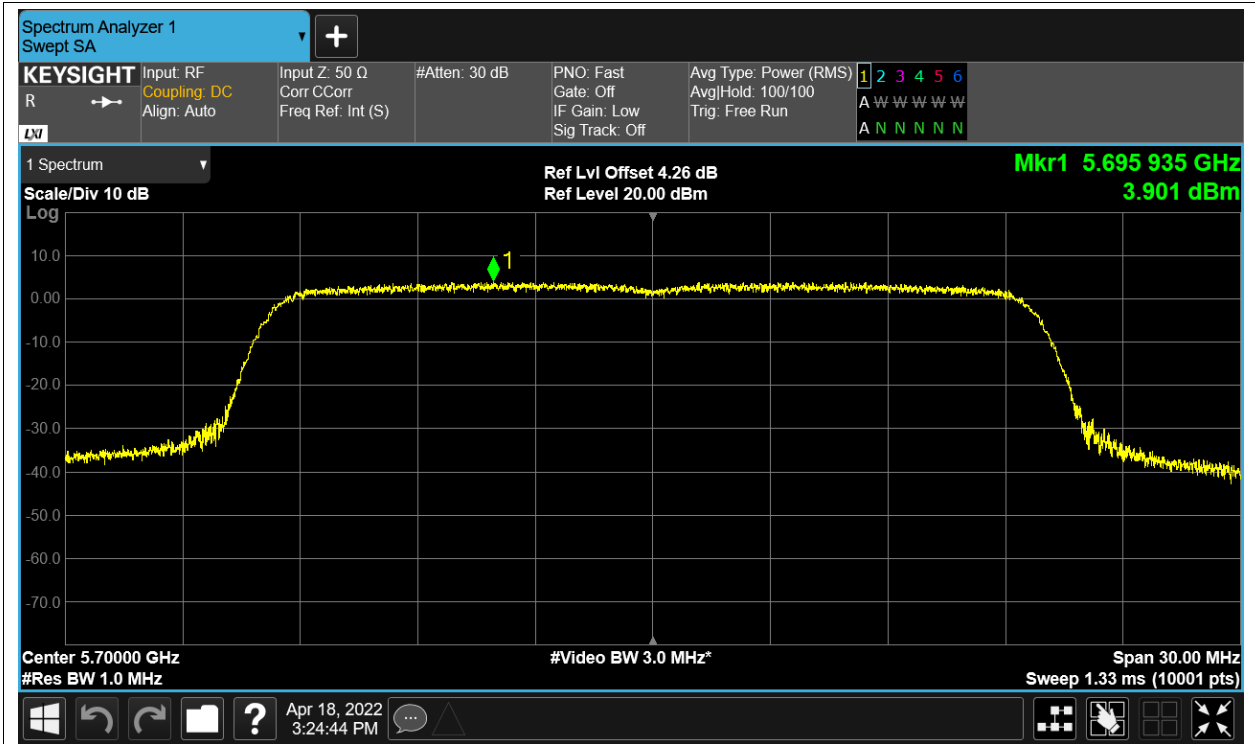 Spectrum Analyzer 1
Swept SA
KEYSIGHT
R
LXI
Input: RF
Coupling: DC
Align: Auto
Input Z: 50 Ω
Corr CCorr
Freq Ref: Int (S)
#Atten: 30 dB
PNO: Fast
Gate: Off
IF Gain: Low
Sig Track: Off
Avg Type: Power (RMS)
Avg|Hold: 100/100
Trig: Free Run
1 2 3 4 5 6
A W W W W W
A N N N N N
1 Spectrum
Scale/Div 10 dB
Log
Ref Lvl Offset 4.26 dB
Ref Level 20.00 dBm
Mkr1 5.695 935 GHz
3.901 dBm
1
10.0
0.00
-10.0
-20.0
-30.0
-40.0
-50.0
-60.0
-70.0
Center 5.70000 GHz
#Res BW 1.0 MHz
#Video BW 3.0 MHz*
Span 30.00 MHz
Sweep 1.33 ms (10001 pts)
?
Apr 18, 2022
3:24:44 PM